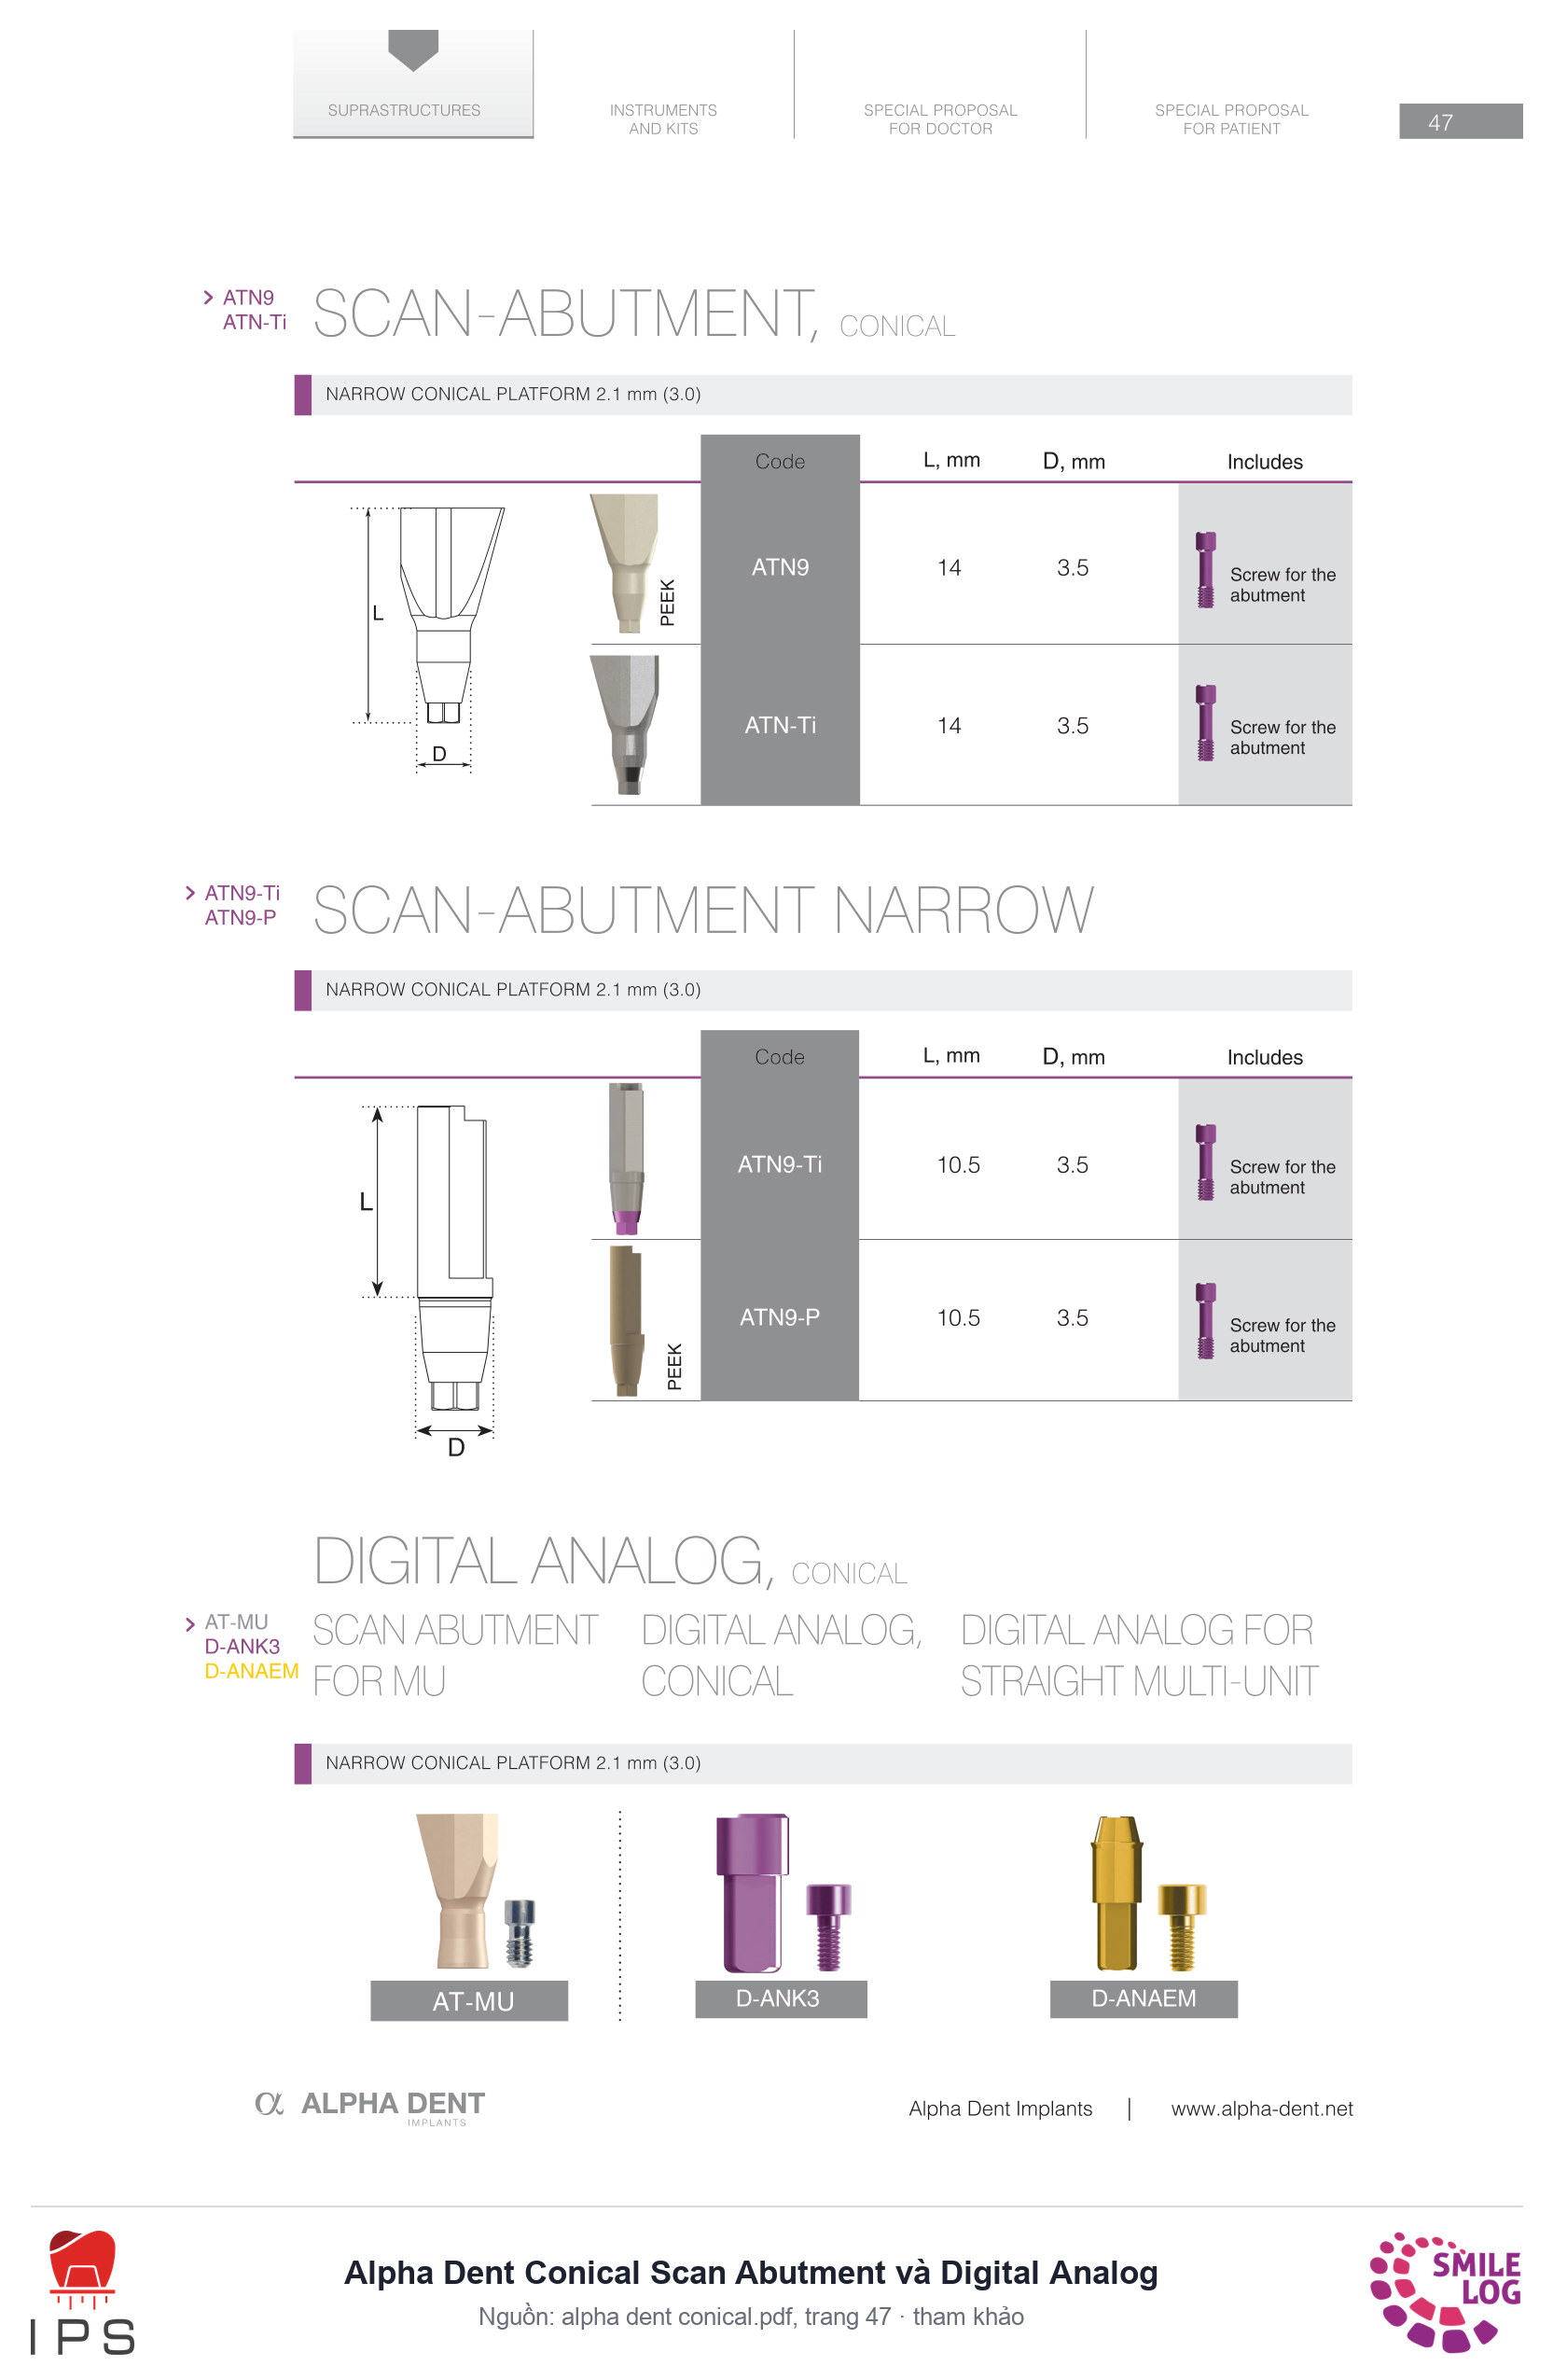 SUPRASTRUCTURES
INSTRUMENTS
AND KITS
SPECIAL PROPOSAL
FOR DOCTOR
SPECIAL PROPOSAL
FOR PATIENT
47
ATN9
ATN-Ti
SCAN-ABUTMENT, CONICAL
NARROW CONICAL PLATFORM 2.1 mm (3.0)
Code L, mm D, mm Includes
L
D
PEEK
ATN9 14 3.5 Screw for the
abutment
ATN-Ti 14 3.5 Screw for the
abutment
ATN9-Ti
ATN9-P
SCAN-ABUTMENT NARROW
NARROW CONICAL PLATFORM 2.1 mm (3.0)
Code L, mm D, mm Includes
L
D
ATN9-Ti 10.5 3.5 Screw for the
abutment
PEEK
ATN9-P 10.5 3.5 Screw for the
abutment
DIGITAL ANALOG, CONICAL
AT-MU
D-ANK3
D-ANAEM
SCAN ABUTMENT
FOR MU
DIGITAL ANALOG,
CONICAL
DIGITAL ANALOG FOR
STRAIGHT MULTI-UNIT
NARROW CONICAL PLATFORM 2.1 mm (3.0)
AT-MU
D-ANK3
D-ANAEM
α ALPHA DENT
IMPLANTS
Alpha Dent Implants | www.alpha-dent.net
IPS
Alpha Dent Conical Scan Abutment và Digital Analog
Nguồn: alpha dent conical.pdf, trang 47 · tham khảo
SMILE
LOG